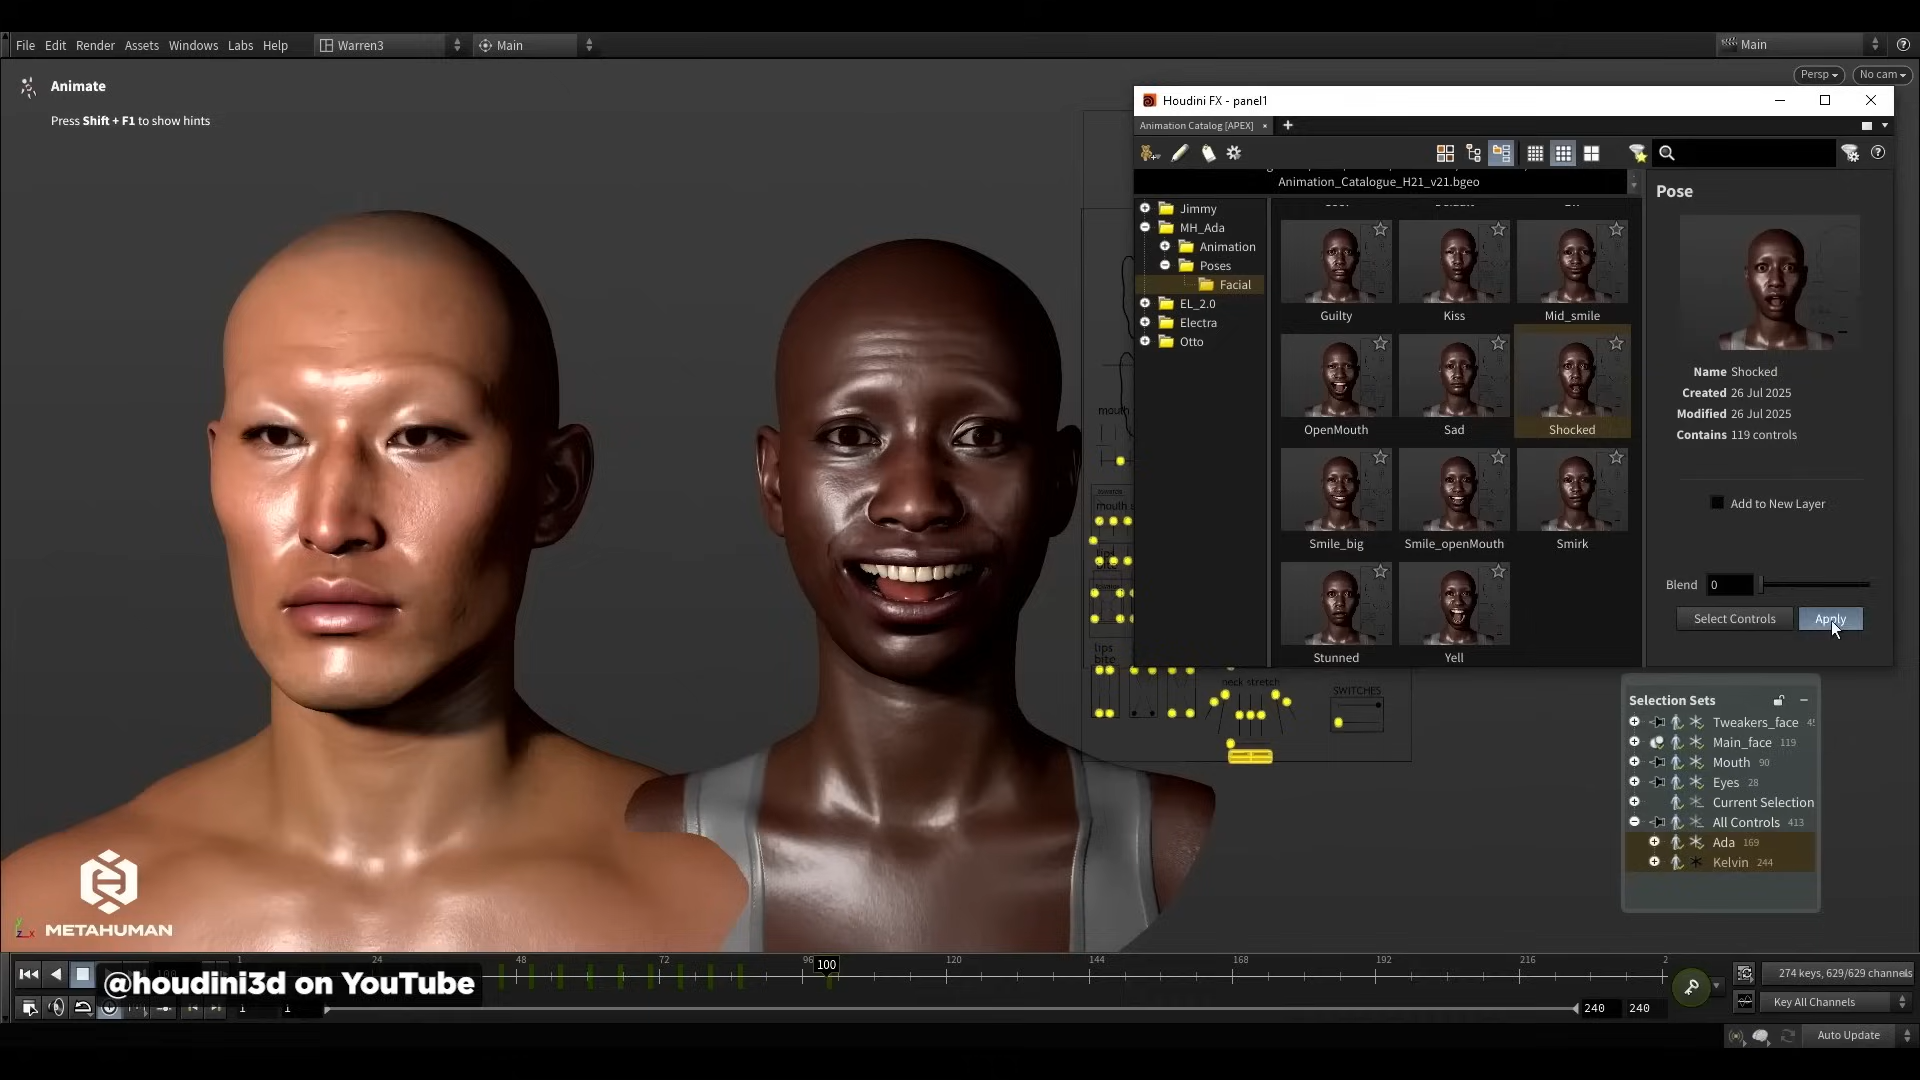 File Edit Render Assets Windows Labs Help
Warren3
Main
Main
Animate
Press Shift + F1 to show hints
Persp
No cam
Houdini FX - panel1
Animation Catalog [APEX]
Animation_Catalogue_H21_v21.bgeo
Jimmy
MH_Ada
Animation
Poses
Facial
EL_2.0
Electra
Otto
Guilty Kiss Mid_smile
OpenMouth Sad Shocked
Smile_big Smile_openMouth Smirk
Stunned Yell
Pose
Name Shocked
Created 26 Jul 2025
Modified 26 Jul 2025
Contains 119 controls
Add to New Layer
Blend 0
Select Controls Apply
mouth
mouth
lips
bite
neck stretch
SWITCHES
Selection Sets
Tweakers_face
Main_face 119
Mouth 90
Eyes 28
Current Selection
All Controls 413
Ada 169
Kelvin 244
METAHUMAN
@houdini3d on YouTube
1 24 48 72 96 100 120 144 168 192 216 2
274 keys, 629/629 channels
1 1 240 240
Key All Channels
Auto Update